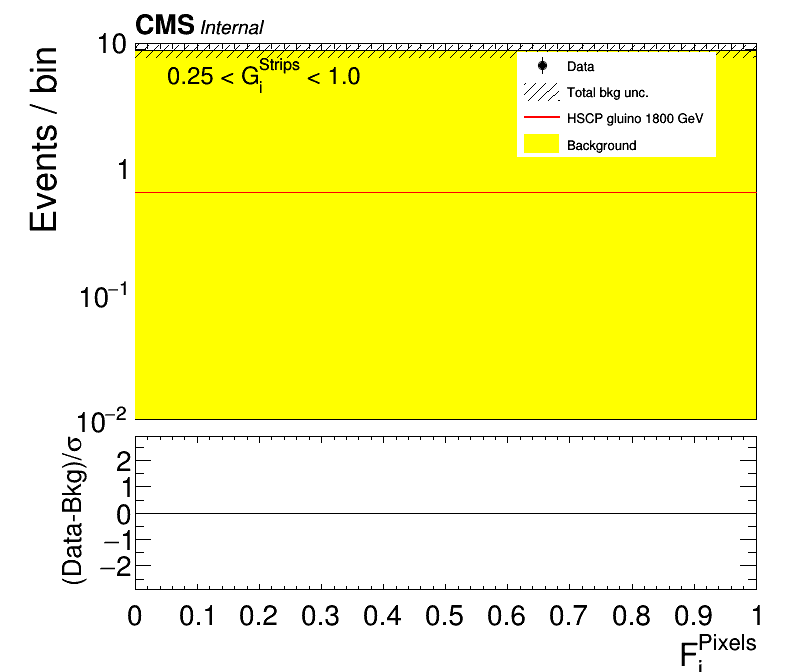 CMS Internal
Events / bin
10
1
10⁻¹
10⁻²
0.25 < G_i^Strips < 1.0
Data
Total bkg unc.
HSCP gluino 1800 GeV
Background
(Data-Bkg)/σ
2
1
0
−1
−2
0 0.1 0.2 0.3 0.4 0.5 0.6 0.7 0.8 0.9 1
F_i^Pixels